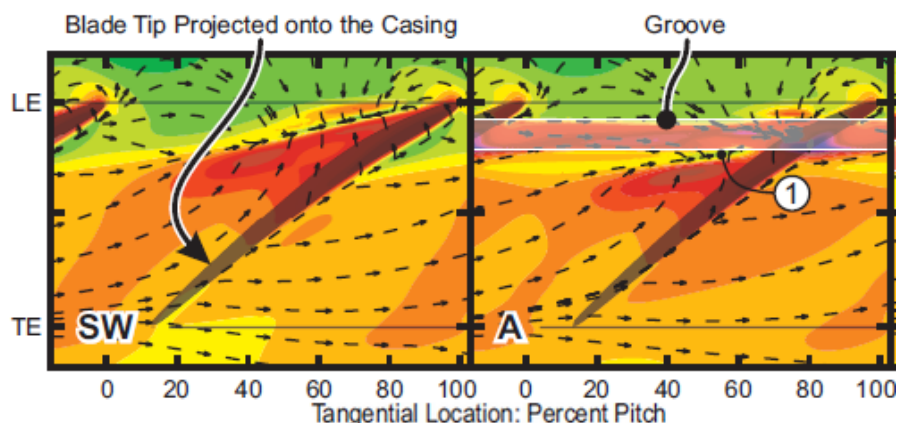 Blade Tip Projected onto the Casing
Groove
LE
1
TE
SW
A
0 20 40 60 80 100 0 20 40 60 80 100
Tangential Location: Percent Pitch